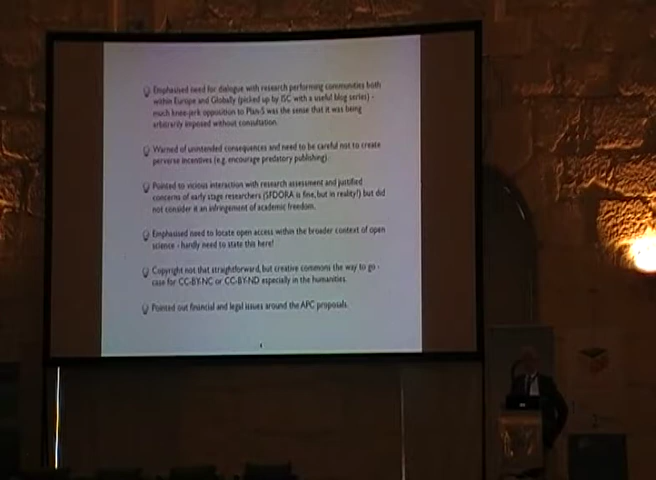 Emphasised need for dialogue with research performing communities both
within Europe and Globally (picked up by ISC with a useful blog series) -
much knee-jerk opposition to Plan-S was the sense that it was being
arbitrarily imposed without consultation.
Warned of unintended consequences and need to be careful not to create
perverse incentives (e.g. encourage predatory publishing)
Pointed to vicious interaction with research assessment and justified
concerns of early stage researchers (SFDORA is fine, but in reality?) but did
not consider it an infringement of academic freedom.
Emphasised need to locate open access within the broader context of open
science - hardly need to state this here!
Copyright not that straightforward, but creative commons the way to go -
case for CC-BY-NC or CC-BY-ND especially in the humanities.
Pointed out financial and legal issues around the APC proposals.